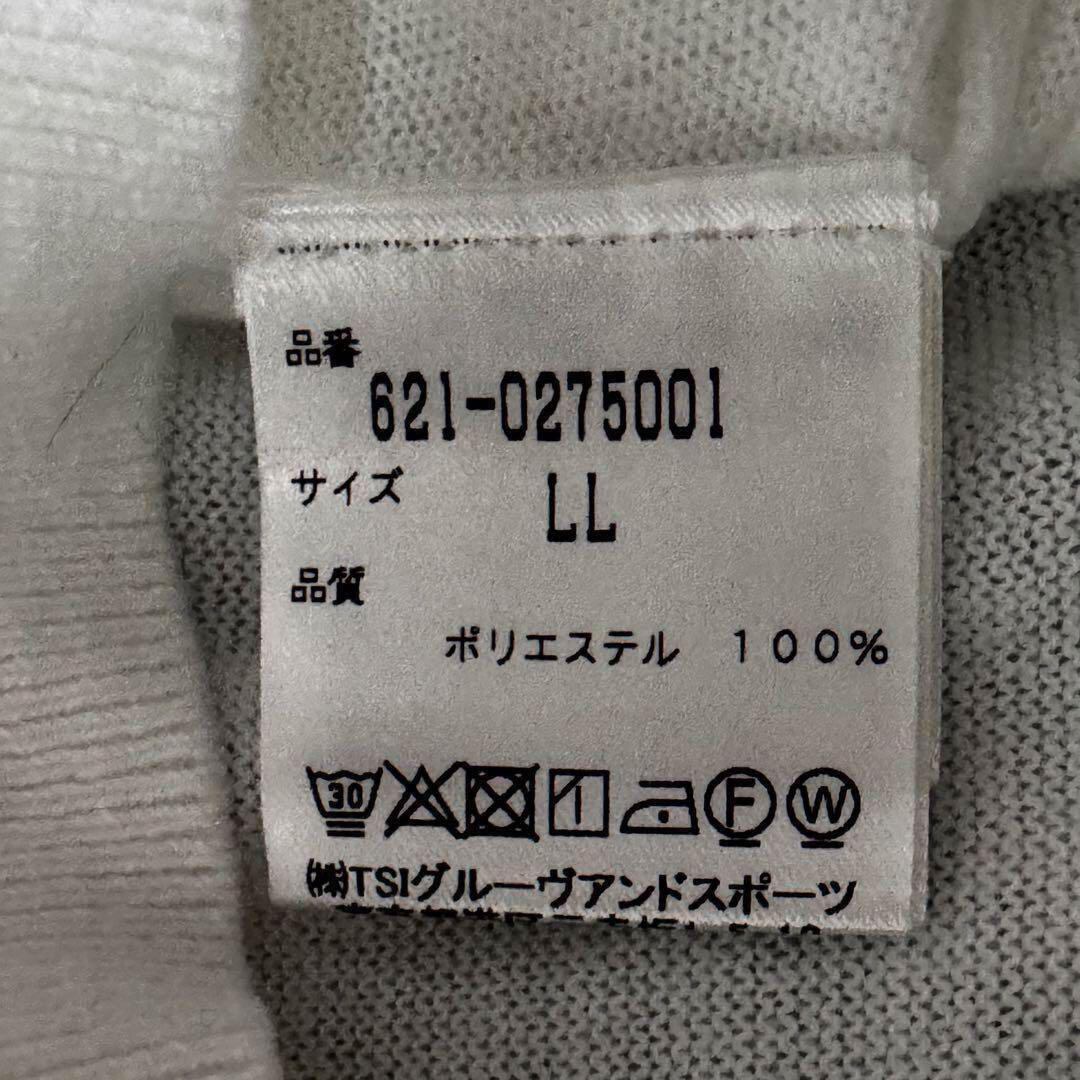 品番
621-0275001
サイズ LL
品質
ポリエステル 100%
30 F W
㈱TSIグルーヴアンドスポーツ